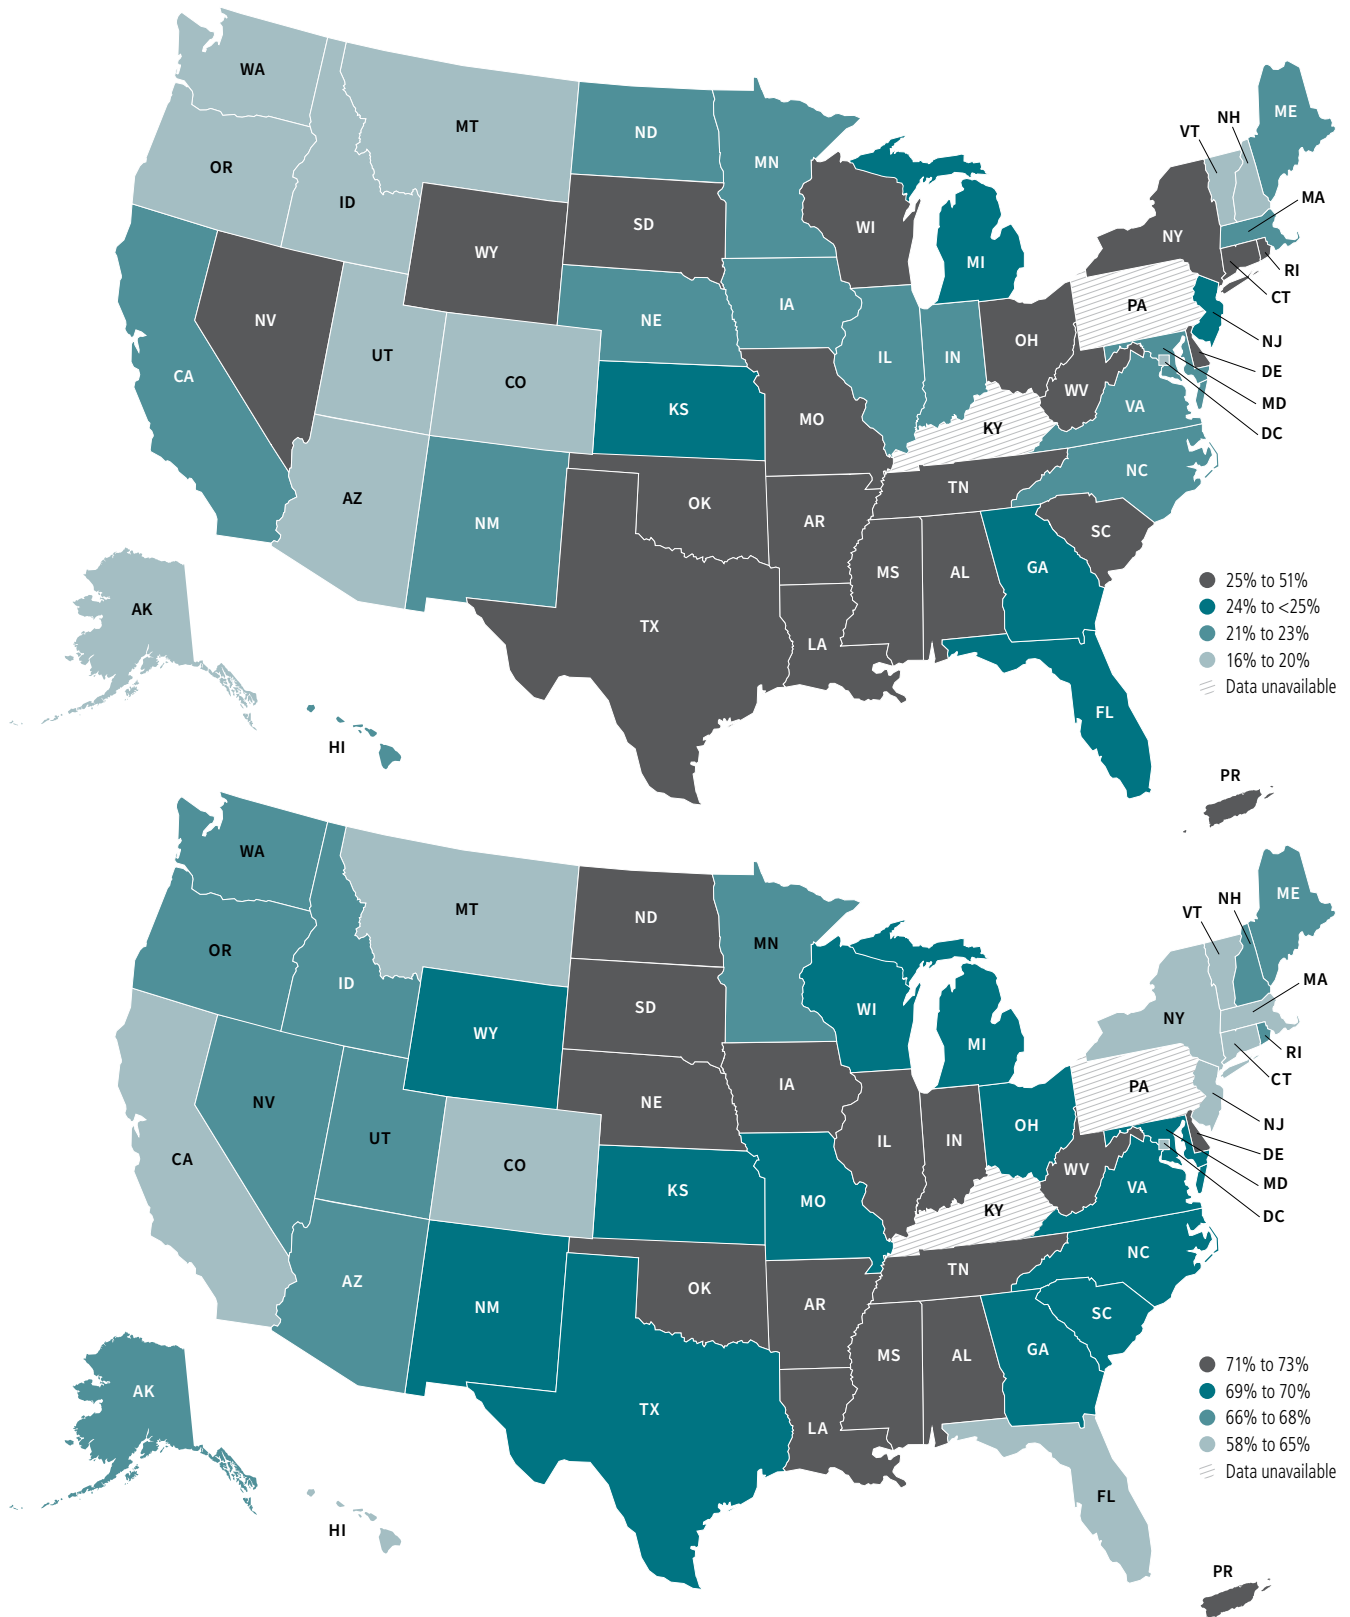 WA
MT
ME
ND
NH
VT
MN
OR
ID
MA
SD
WI
NY
WY
MI
RI
CT
IA
PA
NV
NE
OH
NJ
UT
IL
IN
DE
CA
CO
WV
MD
KS
VA
MO
KY
DC
NC
TN
AZ
OK
AR
NM
SC
GA
MS
AL
25% to 51%
24% to <25%
AK
TX
21% to 23%
LA
16% to 20%
Data unavailable
FL
HI
PR
WA
ME
NH
MT
VT
ND
MN
OR
MA
ID
SD
WI
NY
WY
MI
RI
CT
IA
PA
NV
NE
OH
NJ
UT
IL
IN
DE
CA
CO
WV
MD
KS
VA
MO
KY
DC
NC
TN
AZ
OK
AR
NM
SC
GA
MS
AL
71% to 73%
AK
69% to 70%
TX
66% to 68%
LA
58% to 65%
Data unavailable
FL
HI
PR